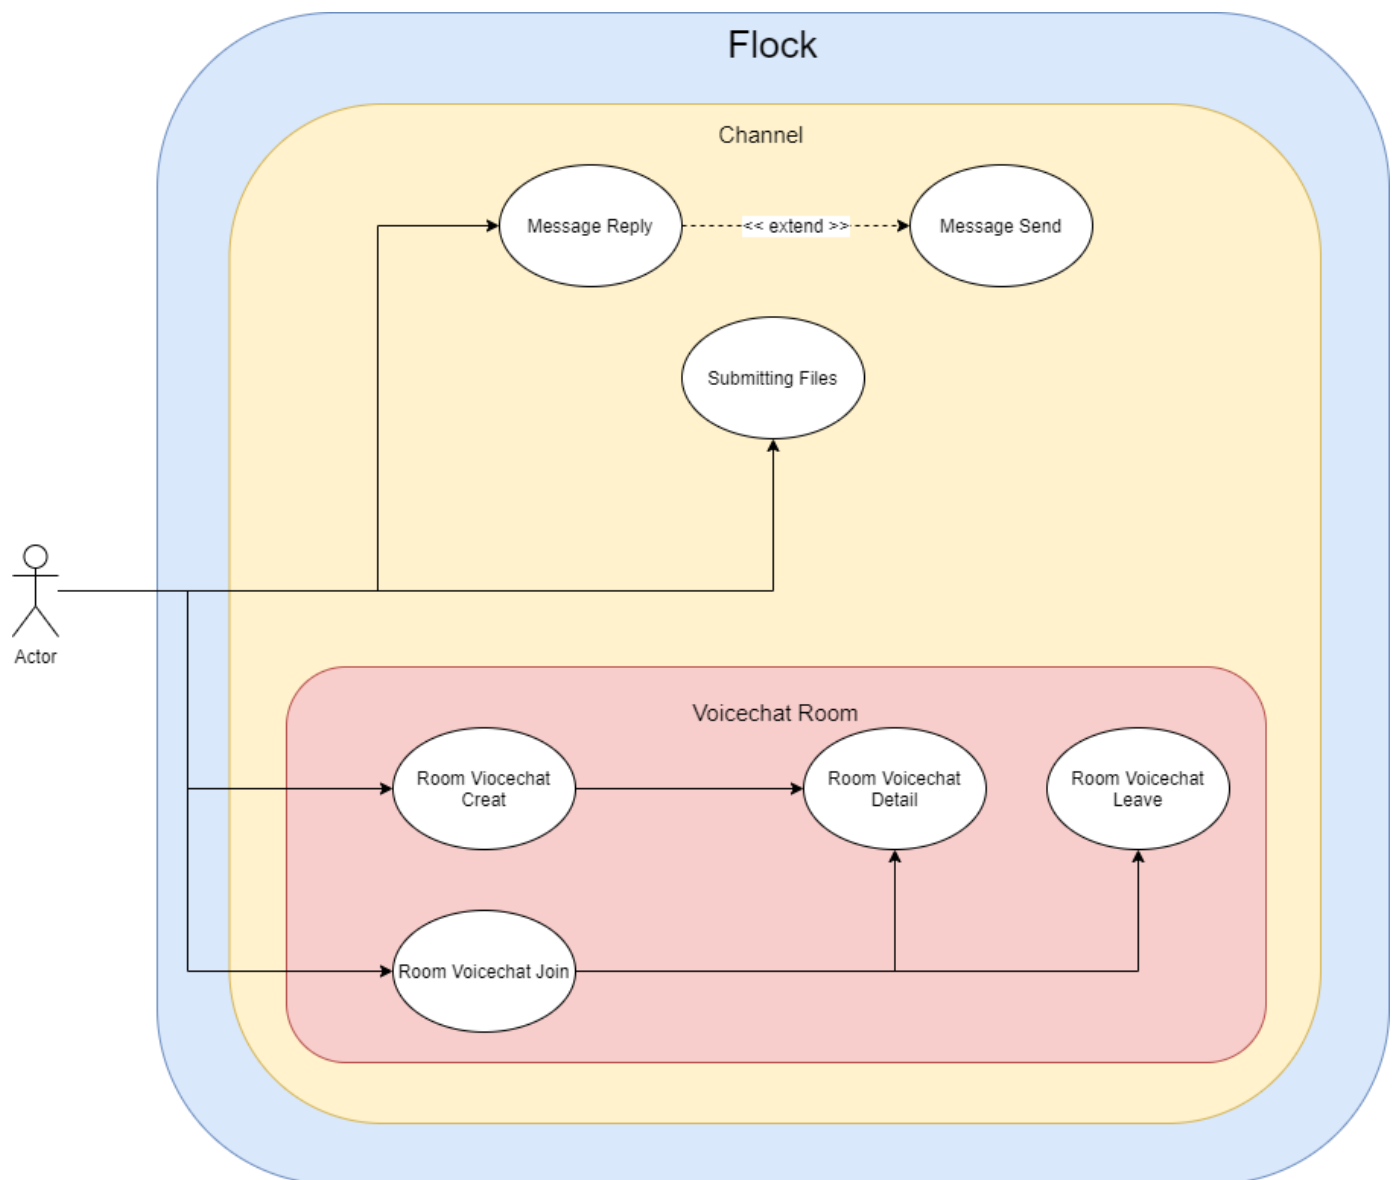 Flock
Channel
Message Reply
<< extend >>
Message Send
Submitting Files
Actor
Voicechat Room
Room Viocechat
Creat
Room Voicechat
Detail
Room Voicechat
Leave
Room Voicechat Join